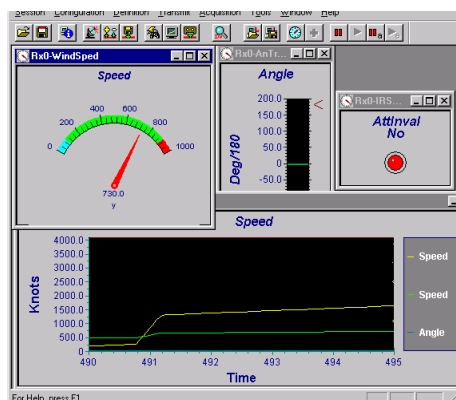 Session Configuration Definition Transmit Acquisition Tools Window Help
Rx0-WindSped
Speed
0 200 400 600 800 1000
730.0
y
Rx0-AnTr...
Angle
Deg/180
200.0
150.0
100.0
50.0
0
-50.0
Rx0-IRS...
AttInval
No
Speed
Knots
4000.0
3500.0
3000.0
2500.0
2000.0
1500.0
1000.0
500.0
0
490 491 492 493 494 495
Time
Speed
Speed
Angle
For Help, press F1